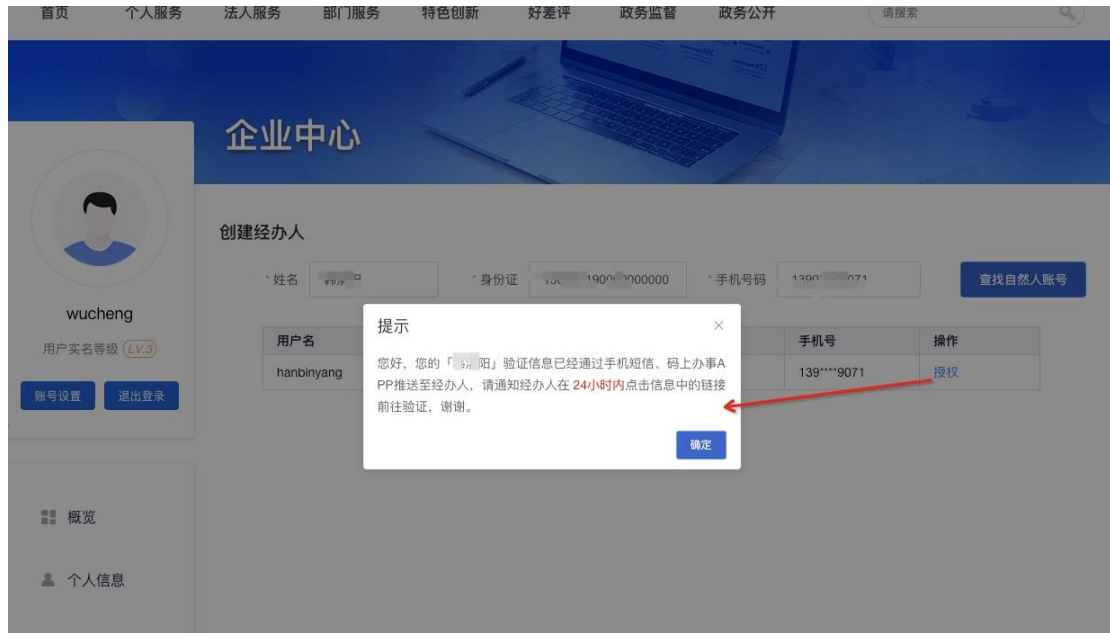 首页 个人服务 法人服务 部门服务 特色创新 好差评 政务监督 政务公开 请搜索
企业中心
创建经办人
* 姓名 * 身份证 * 手机号码 查找自然人账号
wucheng
用户实名等级 LV.3
账号设置 退出登录
用户名 手机号 操作
hanbinyang 139****9071 授权
提示
您好，您的「 阳」验证信息已经通过手机短信、码上办事A
PP推送至经办人，请通知经办人在 24小时内点击信息中的链接
前往验证，谢谢。
确定
概览
个人信息